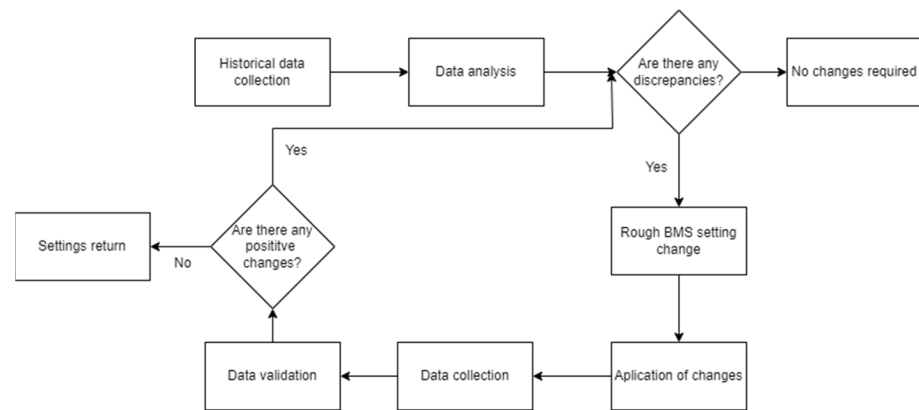 Historical data
collection
Data analysis
Are there any
discrepancies?
No changes required
Yes
Yes
Rough BMS setting
change
Are there any
posititve
changes?
Settings return
No
Data validation
Data collection
Aplication of changes